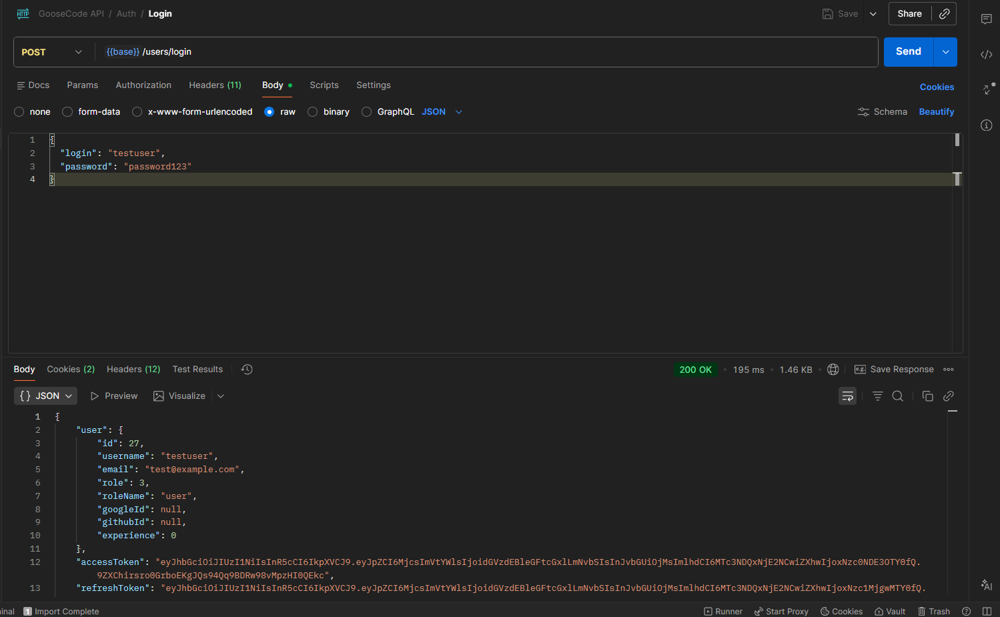 HTTP GooseCode API / Auth / Login Save Share
POST {{base}} /users/login Send
Docs Params Authorization Headers (11) Body Scripts Settings Cookies
none form-data x-www-form-urlencoded raw binary GraphQL JSON Schema Beautify
1 {
2 "login": "testuser",
3 "password": "password123"
4 }
Body Cookies (2) Headers (12) Test Results 200 OK • 195 ms • 1.46 KB • e.g. Save Response
{} JSON Preview Visualize
1 {
2 "user": {
3 "id": 27,
4 "username": "testuser",
5 "email": "test@example.com",
6 "role": 3,
7 "roleName": "user",
8 "googleId": null,
9 "githubId": null,
10 "experience": 0
11 },
12 "accessToken": "eyJhbGciOiJIUzI1NiIsInR5cCI6IkpXVCJ9.eyJpZCI6MjcsImVtYWlsIjoidGVzdEBleGFtcGxlLmNvbSIsInJvbGUiOjMsImlhdCI6MTc3NDQxNjE2NCwiZXhwIjoxNzc0NDE3OTY0fQ.
9ZXChirsro0GrboEKgJQs94Qq9BDRw98vMpzHI0QEkc",
13 "refreshToken": "eyJhbGciOiJIUzI1NiIsInR5cCI6IkpXVCJ9.eyJpZCI6MjcsImVtYWlsIjoidGVzdEBleGFtcGxlLmNvbSIsInJvbGUiOjMsImlhdCI6MTc3NDQxNjE2NCwiZXhwIjoxNzc1MjgwMTY0fQ.
AI
inal 1 Import Complete Runner Start Proxy Cookies Vault Trash